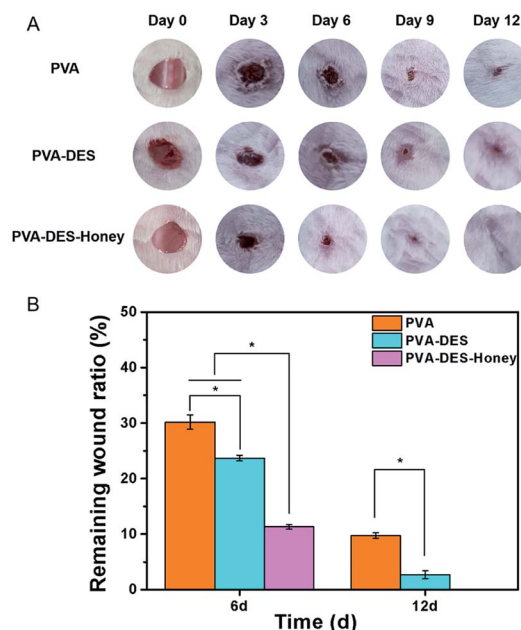 A
Day 0 Day 3 Day 6 Day 9 Day 12
PVA
PVA-DES
PVA-DES-Honey
B
Remaining wound ratio (%)
50
40
30
20
10
0
PVA
PVA-DES
PVA-DES-Honey
*
*
*
6d 12d
Time (d)